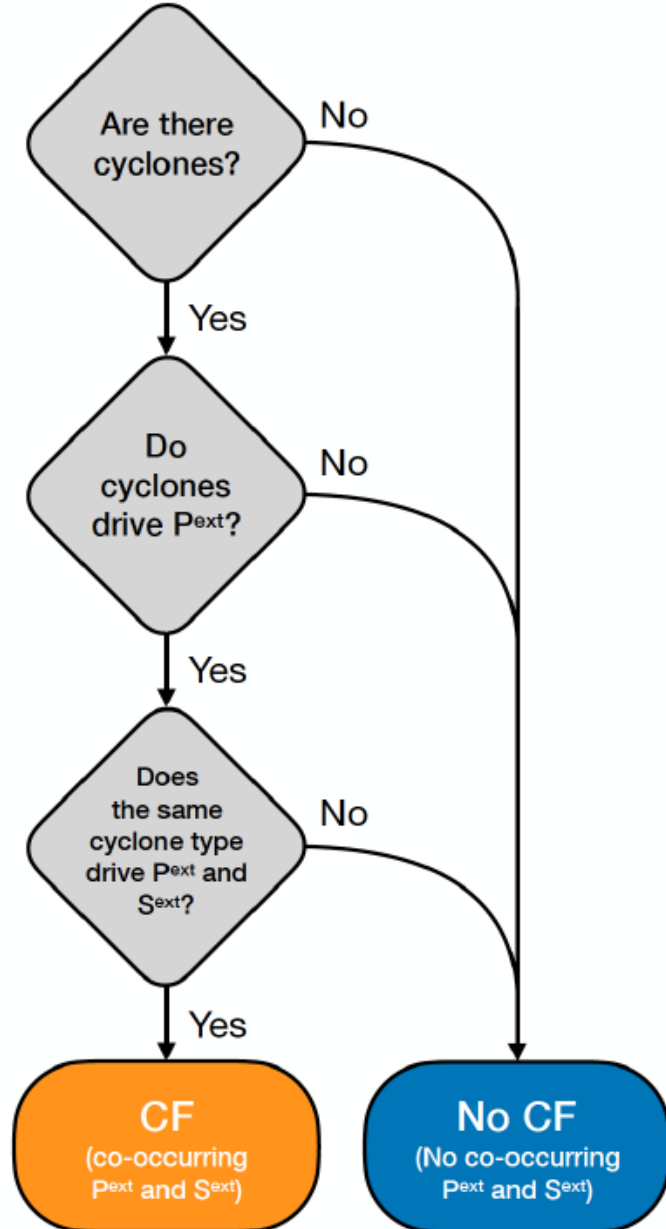 Are there
cyclones?
No
Yes
Do
cyclones
drive Pᵉˣᵗ?
No
Yes
Does
the same
cyclone type
drive Pᵉˣᵗ and
Sᵉˣᵗ?
No
Yes
CF
(co-occurring
Pᵉˣᵗ and Sᵉˣᵗ)
No CF
(No co-occurring
Pᵉˣᵗ and Sᵉˣᵗ)